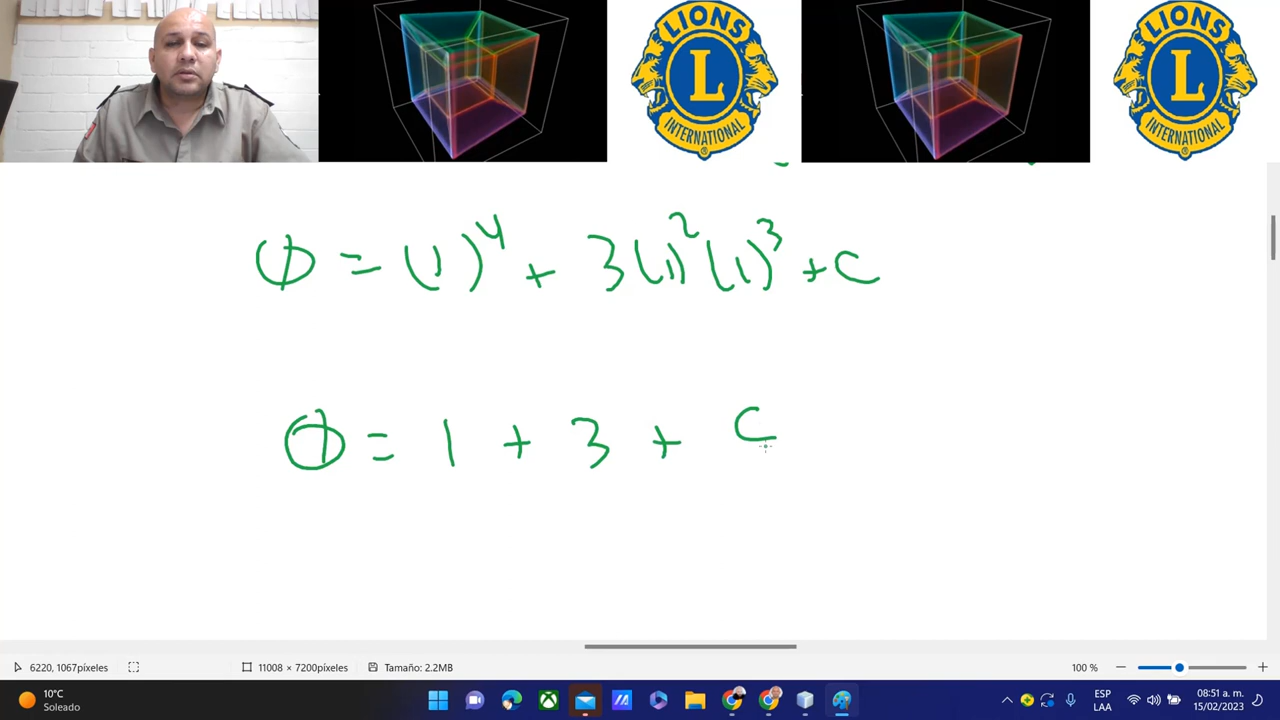 LIONS
L
INTERNATIONAL
®
LIONS
L
INTERNATIONAL
®
Φ = (1)⁴ + 3(1)²(1)³ + C
Φ = 1 + 3 + C
6220, 1067píxeles 11008 × 7200píxeles Tamaño: 2.2MB 100 %
10°C
Soleado
ESP
LAA
08:51 a. m.
15/02/2023